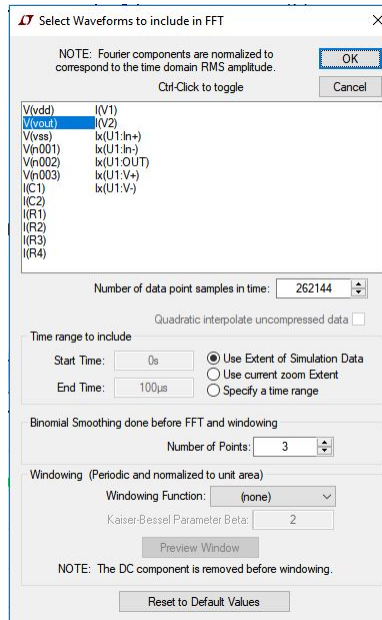 Select Waveforms to include in FFT
NOTE: Fourier components are normalized to
correspond to the time domain RMS amplitude.
OK
Ctrl-Click to toggle
Cancel
V(vdd) I(V1)
V(vout) I(V2)
V(vss) Ix(U1:In+)
V(n001) Ix(U1:In-)
V(n002) Ix(U1:OUT)
V(n003) Ix(U1:V+)
I(C1) Ix(U1:V-)
I(C2)
I(R1)
I(R2)
I(R3)
I(R4)
Number of data point samples in time: 262144
Quadratic interpolate uncompressed data
Time range to include
Start Time: 0s
End Time: 100µs
Use Extent of Simulation Data
Use current zoom Extent
Specify a time range
Binomial Smoothing done before FFT and windowing
Number of Points: 3
Windowing (Periodic and normalized to unit area)
Windowing Function: (none)
Kaiser-Bessel Parameter Beta: 2
Preview Window
NOTE: The DC component is removed before windowing.
Reset to Default Values